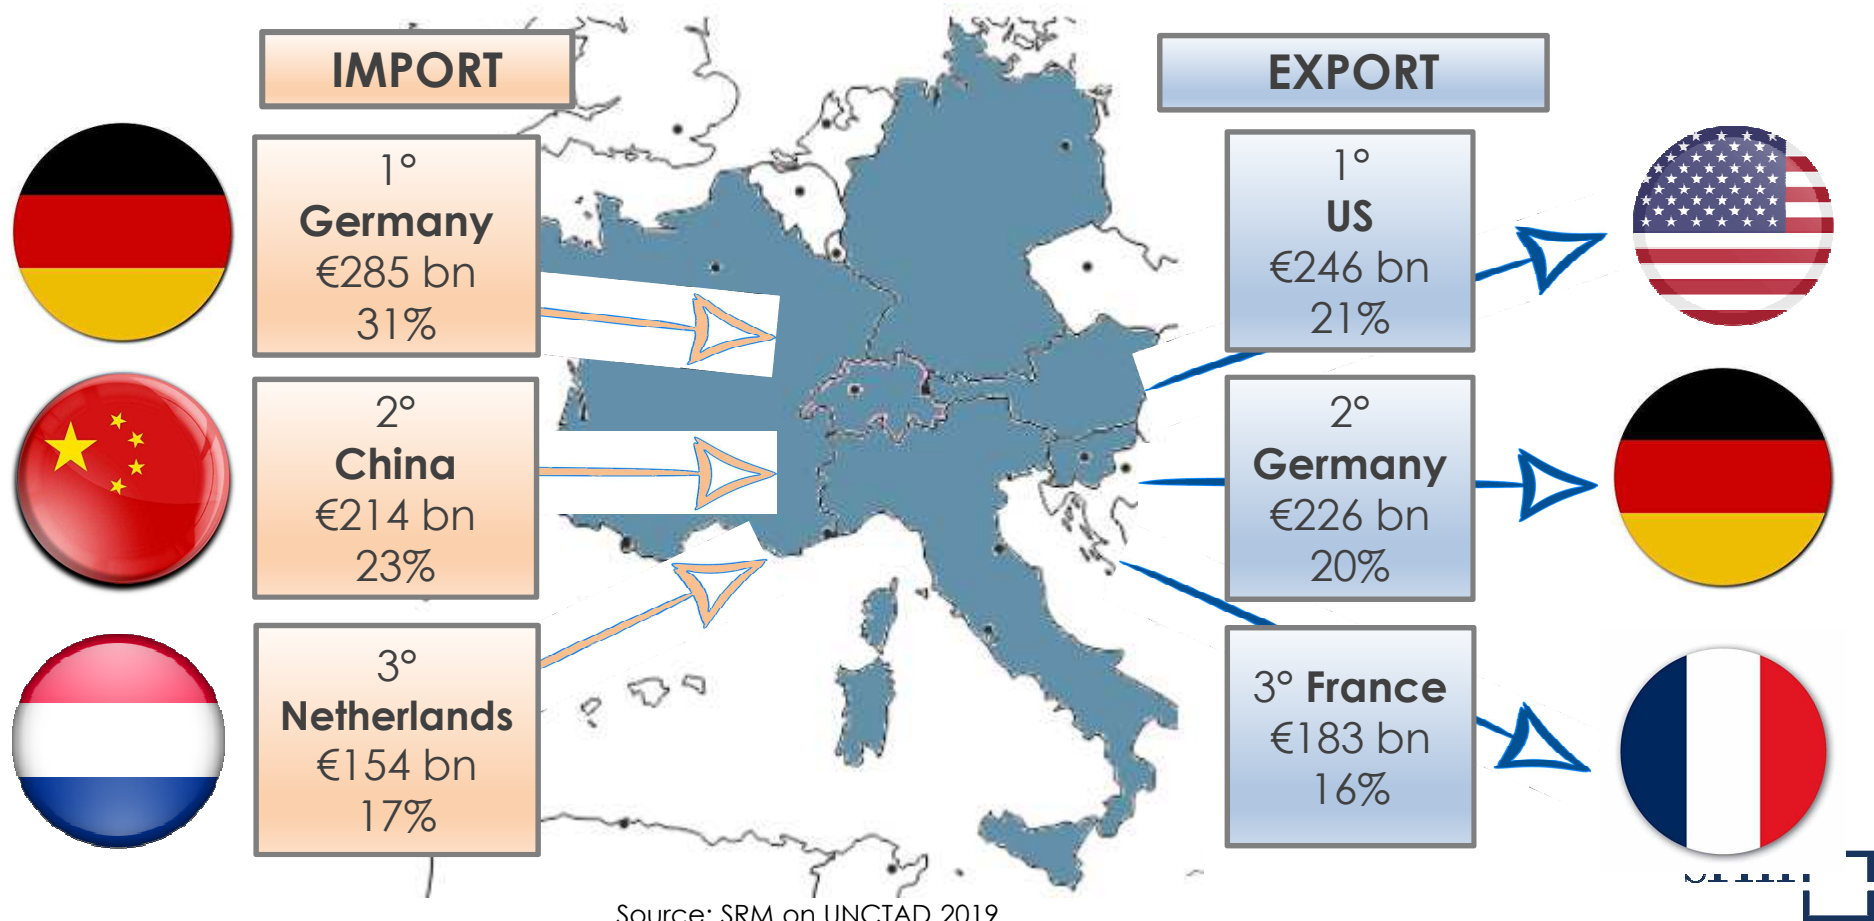 IMPORT
1°
Germany
€285 bn
31%
2°
China
€214 bn
23%
3°
Netherlands
€154 bn
17%
EXPORT
1°
US
€246 bn
21%
2°
Germany
€226 bn
20%
3° France
€183 bn
16%
Source: SRM on UNCTAD 2019